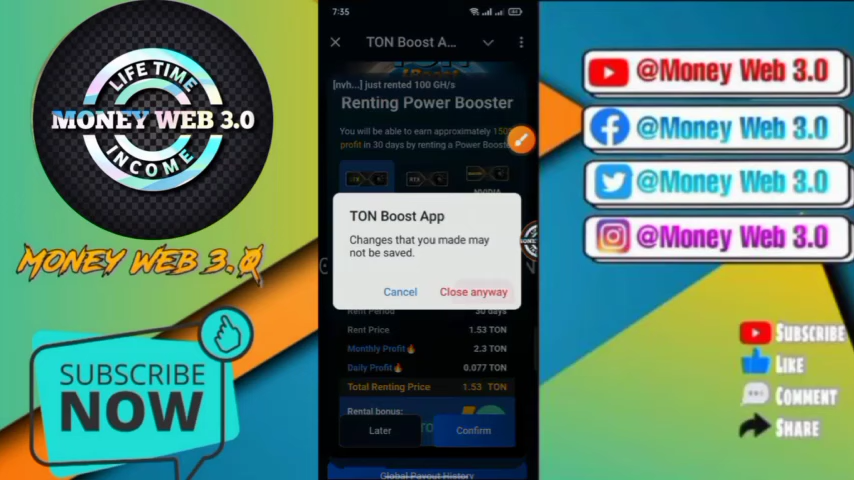 LIFE TIME
MONEY WEB 3.0
INCOME
MONEY WEB 3.0
SUBSCRIBE
NOW
7:35
TON Boost A...
[nvh...] just rented 100 GH/s
Renting Power Booster
You will be able to earn approximately 150
profit in 30 days by renting a Power Boost
TON Boost App
Changes that you made may
not be saved.
Cancel
Close anyway
Rent Period 30 days
Rent Price 1.53 TON
Monthly Profit🔥 2.3 TON
Daily Profit🔥 0.077 TON
Total Renting Price 1.53 TON
Rental bonus:
Later
Confirm
Global Payout History
@Money Web 3.0
@Money Web 3.0
@Money Web 3.0
@Money Web 3.0
SUBSCRIBE
LIKE
COMMENT
SHARE